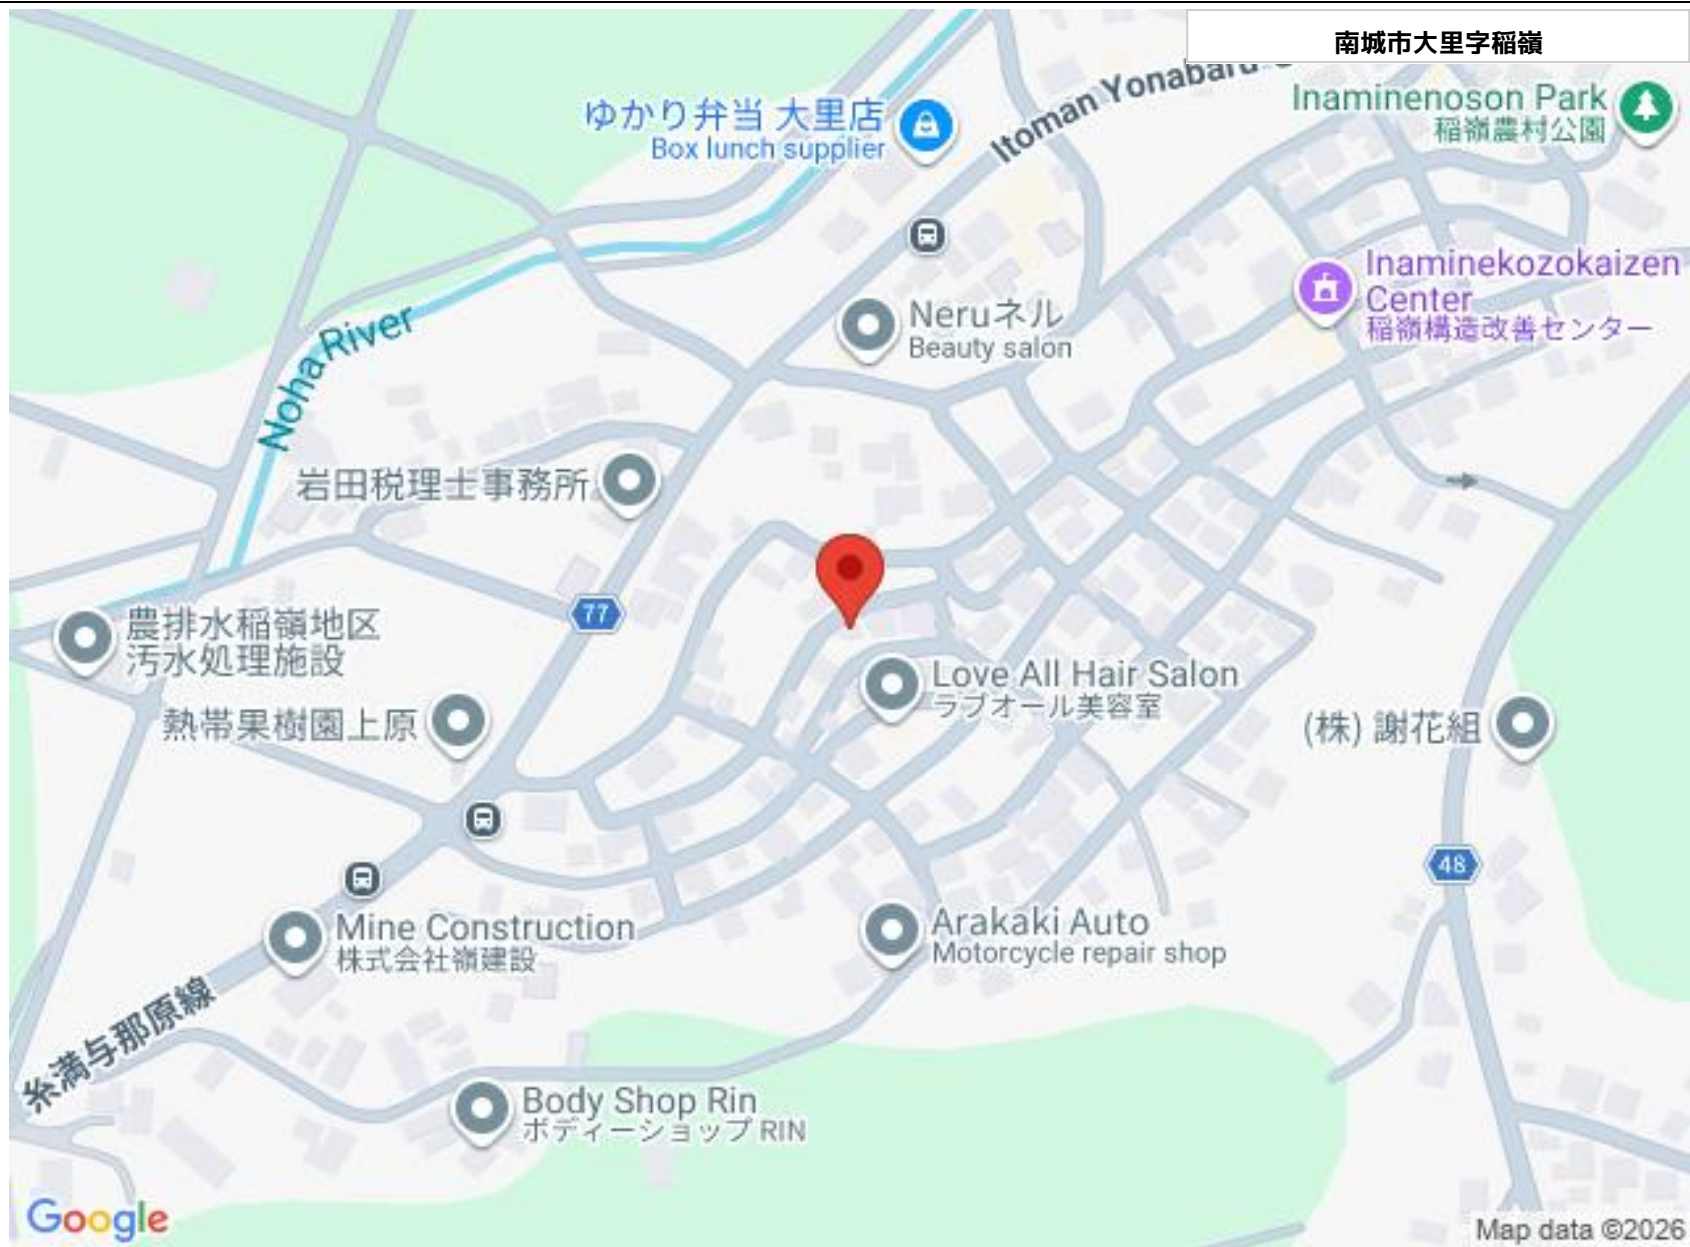 南城市大里字稲嶺
Itoman Yonabaru
ゆかり弁当 大里店
Box lunch supplier
Inaminenoson Park
稲嶺農村公園
Inaminekozokaizen
Center
稲嶺構造改善センター
Neruネル
Beauty salon
Noha River
岩田税理士事務所
77
農排水稲嶺地区
汚水処理施設
Love All Hair Salon
ラブオール美容室
熱帯果樹園上原
(株) 謝花組
48
Mine Construction
株式会社嶺建設
Arakaki Auto
Motorcycle repair shop
糸満与那原線
Body Shop Rin
ボディーショップ RIN
Google
Map data ©2026